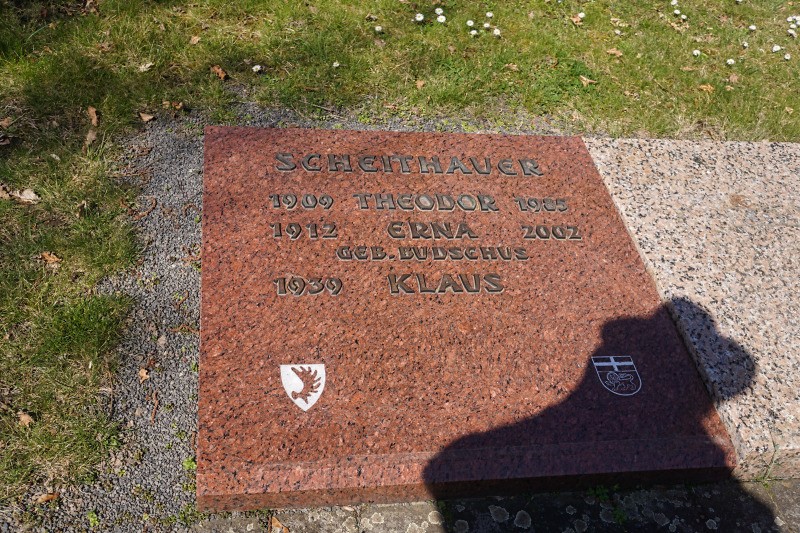 SCHEITHAUER
1909 THEODOR 1985
1912 ERNA 2002
GEB. BUDSCHUS
1939 KLAUS